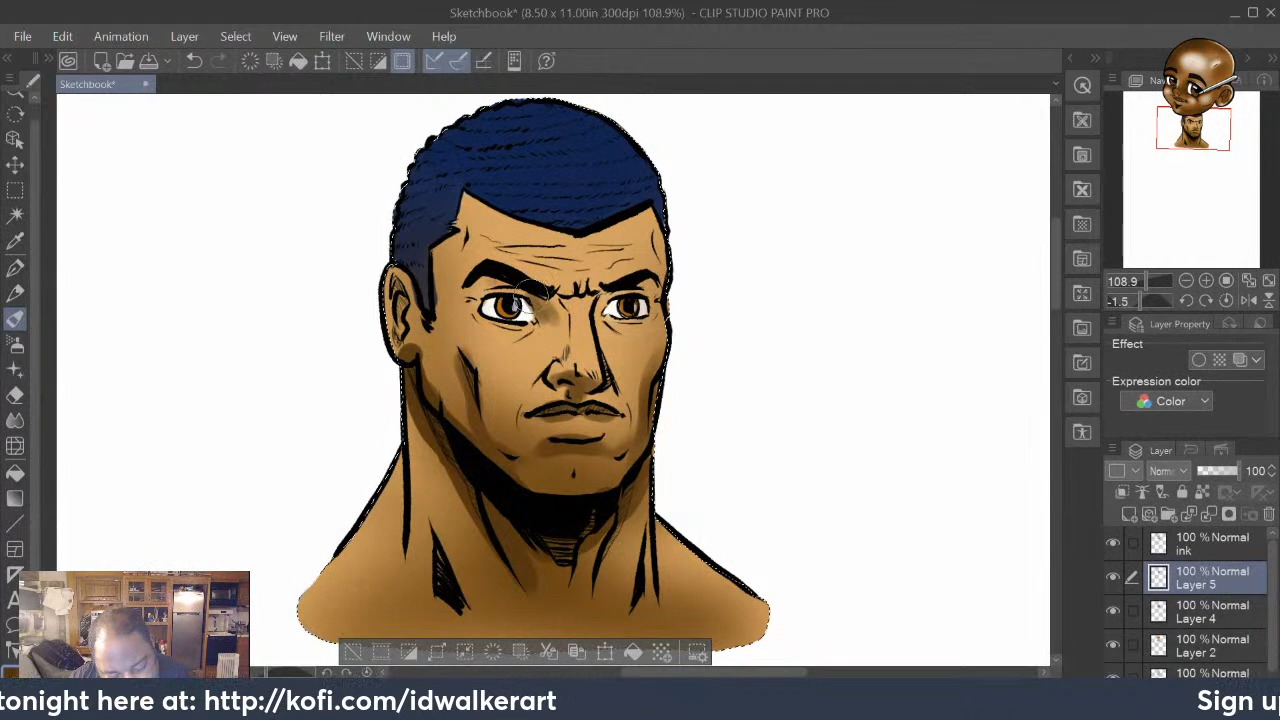 Sketchbook* (8.50 x 11.00in 300dpi 108.9%)  - CLIP STUDIO PAINT PRO
File Edit Animation Layer Select View Filter Window Help
Sketchbook*
108.9
-1.5
Layer Property
Effect
Expression color
Color
Layer
100
100 % Normal
ink
100 % Normal
Layer 5
100 % Normal
Layer 4
100 % Normal
Layer 2
100 % Normal
tonight here at: http://kofi.com/idwalkerart
Sign